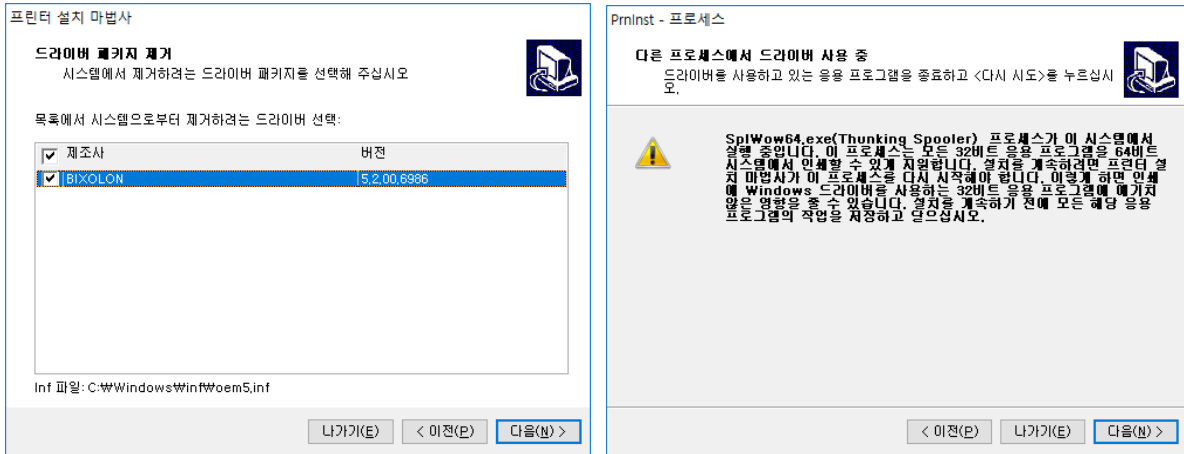 프린터 설치 마법사
드라이버 패키지 제거
시스템에서 제거하려는 드라이버 패키지를 선택해 주십시오
목록에서 시스템으로부터 제거하려는 드라이버 선택:
제조사 버전
BIXOLON 5.2.00.6986
Inf 파일: C:₩Windows₩inf₩oem5.inf
나가기(E) < 이전(P) 다음(N) >
PrnInst - 프로세스
다른 프로세스에서 드라이버 사용 중
드라이버를 사용하고 있는 응용 프로그램을 종료하고 <다시 시도>를 누르십시
오.
SplWow64.exe(Thunking Spooler) 프로세스가 이 시스템에서
실행 중입니다. 이 프로세스는 모든 32비트 응용 프로그램을 64비트
시스템에서 인쇄할 수 있게 지원합니다. 설치를 계속하려면 프린터 설
치 마법사가 이 프로세스를 다시 시작해야 합니다. 이렇게 하면 인쇄
에 Windows 드라이버를 사용하는 32비트 응용 프로그램에 예기치
않은 영향을 줄 수 있습니다. 설치를 계속하기 전에 모든 해당 응용
프로그램의 작업을 저장하고 닫으십시오.
< 이전(P) 나가기(E) 다음(N) >